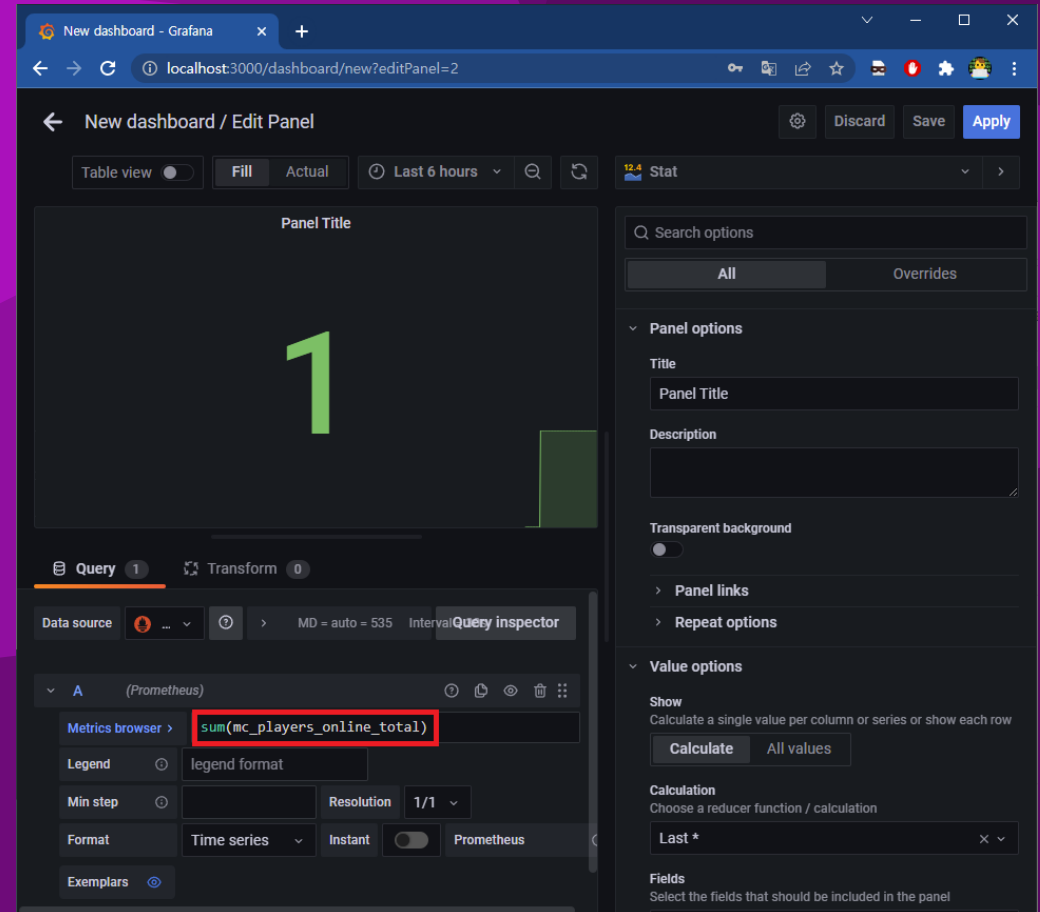 New dashboard - Grafana
localhost:3000/dashboard/new?editPanel=2
New dashboard / Edit Panel
Discard
Save
Apply
Table view
Fill
Actual
Last 6 hours
12.4
Stat
Panel Title
1
Search options
All
Overrides
Panel options
Title
Panel Title
Description
Transparent background
Panel links
Repeat options
Query 1
Transform 0
Data source
...
MD = auto = 535
Interval
Query inspector
A
(Prometheus)
Metrics browser >
sum(mc_players_online_total)
Legend
legend format
Min step
Resolution
1/1
Format
Time series
Instant
Prometheus
Exemplars
Value options
Show
Calculate a single value per column or series or show each row
Calculate
All values
Calculation
Choose a reducer function / calculation
Last *
Fields
Select the fields that should be included in the panel